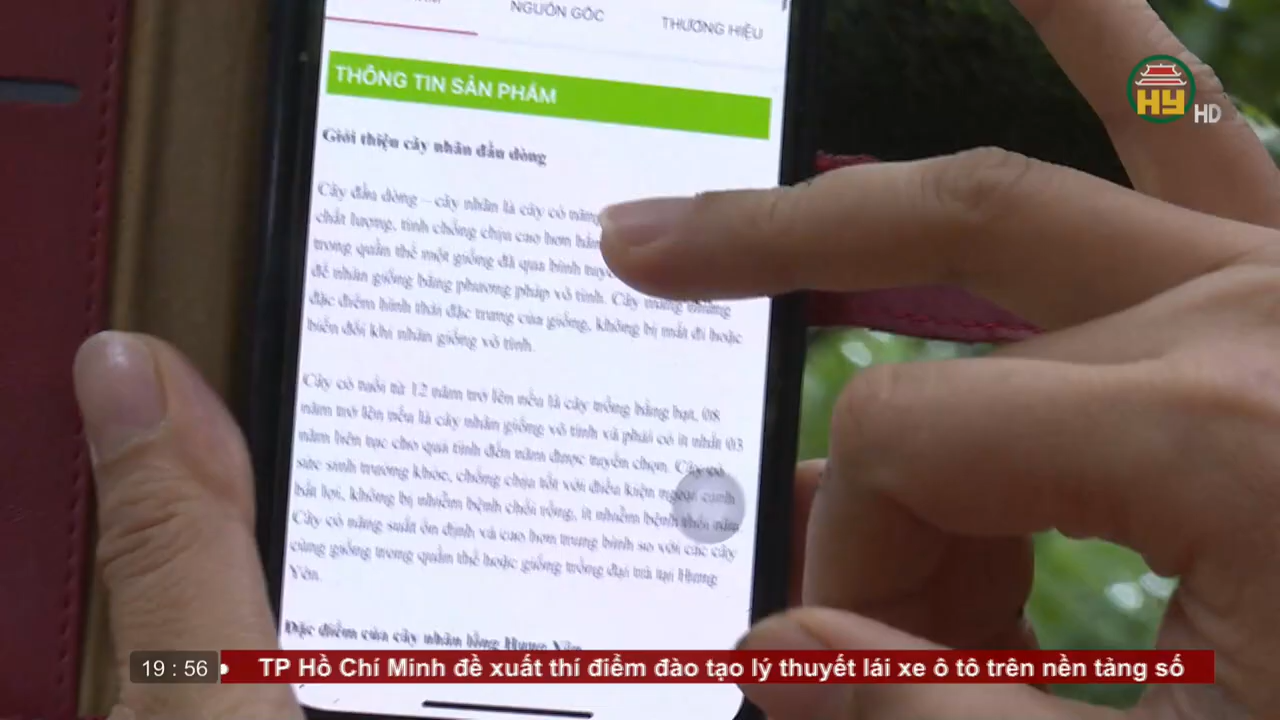 NGUỒN GỐC
THƯƠNG HIỆU
THÔNG TIN SẢN PHẨM
HY HD
Giới thiệu cây nhãn đầu dòng
Cây đầu dòng – cây nhãn là cây có năng
chất lượng, tính chống chịu cao hơn hẳn
trong quần thể một giống đã qua bình tuyển
để nhân giống bằng phương pháp vô tính. Cây mang những
đặc điểm hình thái đặc trưng của giống, không bị mất đi hoặc
biến đổi khi nhân giống vô tính.
Cây có tuổi từ 12 năm trở lên nếu là cây trồng bằng hạt, 08
năm trở lên nếu là cây nhân giống vô tính và phải có ít nhất 03
năm liên tục cho quả tính đến năm được tuyển chọn. Cây có
sức sinh trưởng khỏe, chống chịu tốt với điều kiện ngoại cảnh
bất lợi, không bị nhiễm bệnh chổi rồng, ít nhiễm bệnh
Cây có năng suất ổn định và cao hơn trung bình so với các cây
cùng giống trong quần thể hoặc giống trồng đại trà tại Hưng
Yên.
Đặc điểm của cây nhãn lồng Hưng Yên
19 : 56
TP Hồ Chí Minh đề xuất thí điểm đào tạo lý thuyết lái xe ô tô trên nền tảng số